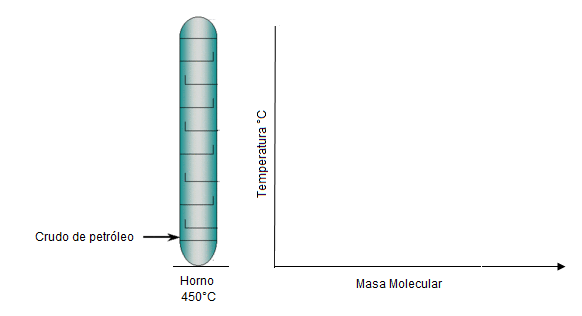 Crudo de petróleo
Horno
450°C
Temperatura °C
Masa Molecular